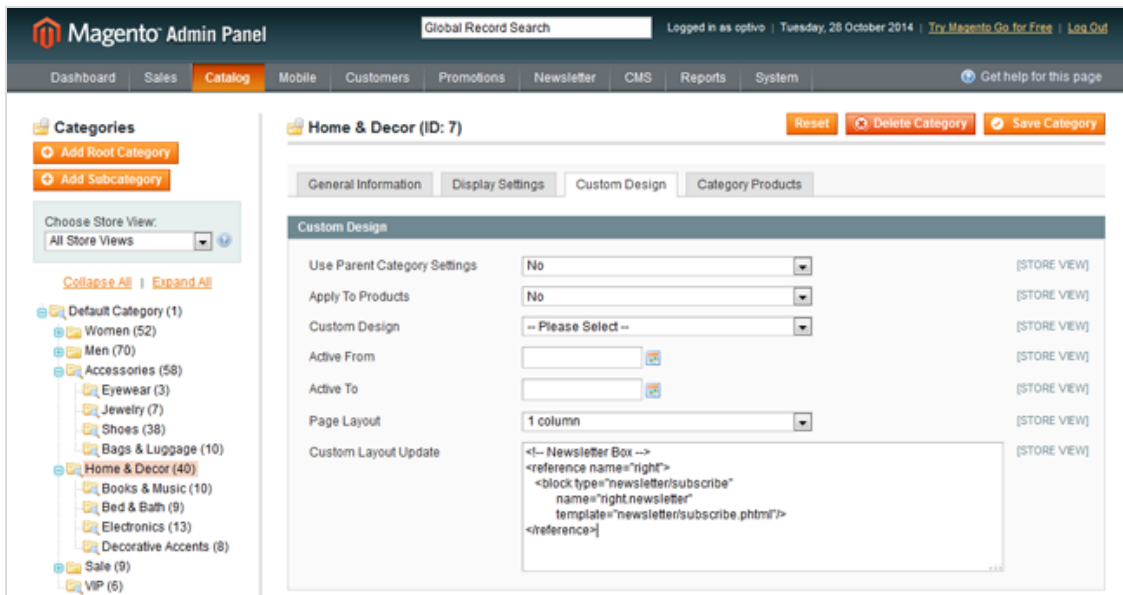 Magento Admin Panel
Global Record Search
Logged in as optivo | Tuesday, 28 October 2014 | Try Magento Go for Free | Log Out
Dashboard Sales Catalog Mobile Customers Promotions Newsletter CMS Reports System
Get help for this page
Categories
Add Root Category
Add Subcategory
Choose Store View:
All Store Views
Collapse All | Expand All
Default Category (1)
Women (52)
Men (70)
Accessories (58)
Eyewear (3)
Jewelry (7)
Shoes (38)
Bags & Luggage (10)
Home & Decor (40)
Books & Music (10)
Bed & Bath (9)
Electronics (13)
Decorative Accents (8)
Sale (9)
VIP (6)
Home & Decor (ID: 7)
Reset Delete Category Save Category
General Information Display Settings Custom Design Category Products
Custom Design
Use Parent Category Settings No [STORE VIEW]
Apply To Products No [STORE VIEW]
Custom Design -- Please Select -- [STORE VIEW]
Active From [STORE VIEW]
Active To [STORE VIEW]
Page Layout 1 column [STORE VIEW]
Custom Layout Update [STORE VIEW]
<!-- Newsletter Box -->
<reference name="right">
<block type="newsletter/subscribe"
name="right.newsletter"
template="newsletter/subscribe.phtml"/>
</reference>